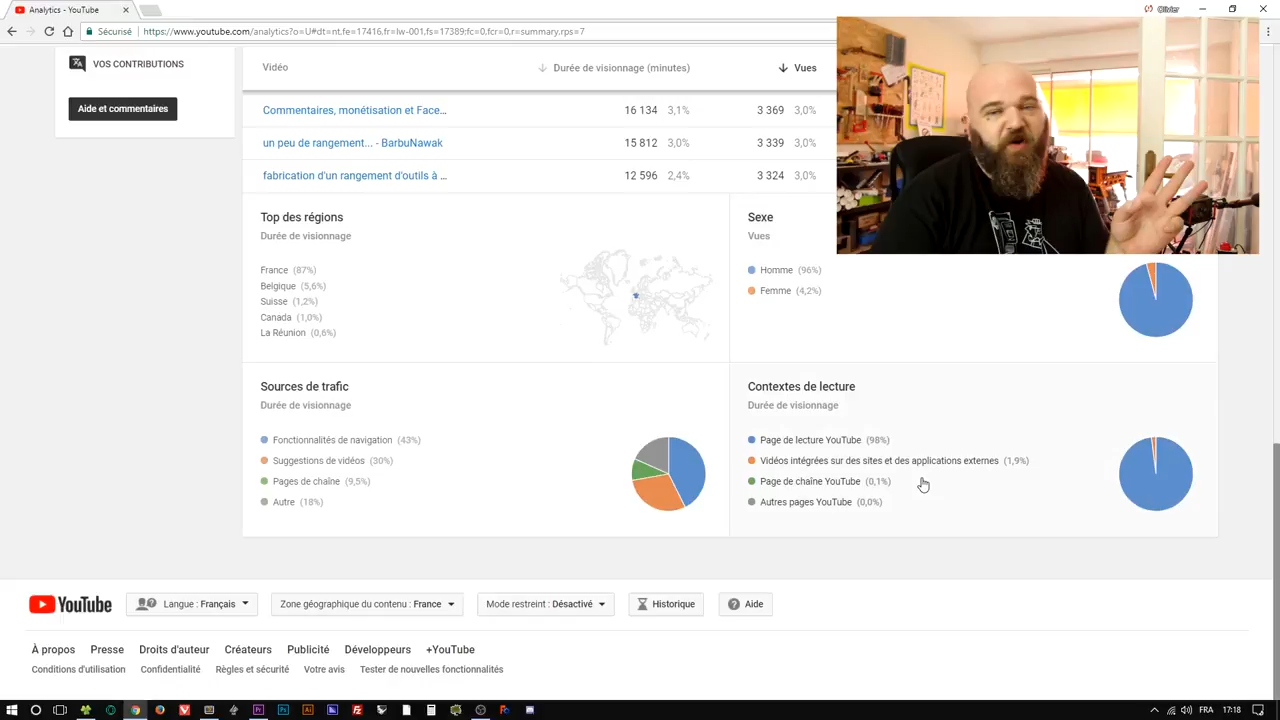 Analytics - YouTube
Olivier
Sécurisé
https://www.youtube.com/analytics?o=U#dt=nt.fe=17416.fr=lw-001,fs=17389:fc=0,fcr=0,r=summary.rps=7
VOS CONTRIBUTIONS
Aide et commentaires
Vidéo Durée de visionnage (minutes) Vues
Commentaires, monétisation et Face... 16 134 3,1% 3 369 3,0%
un peu de rangement... - BarbuNawak 15 812 3,0% 3 339 3,0%
fabrication d'un rangement d'outils à ... 12 596 2,4% 3 324 3,0%
Top des régions
Durée de visionnage
France (87%)
Belgique (5,6%)
Suisse (1,2%)
Canada (1,0%)
La Réunion (0,6%)
Sexe
Vues
Homme (96%)
Femme (4,2%)
Sources de trafic
Durée de visionnage
Fonctionnalités de navigation (43%)
Suggestions de vidéos (30%)
Pages de chaîne (9,5%)
Autre (18%)
Contextes de lecture
Durée de visionnage
Page de lecture YouTube (98%)
Vidéos intégrées sur des sites et des applications externes (1,9%)
Page de chaîne YouTube (0,1%)
Autres pages YouTube (0,0%)
YouTube
Langue : Français
Zone géographique du contenu : France
Mode restreint : Désactivé
Historique
Aide
À propos Presse Droits d'auteur Créateurs Publicité Développeurs +YouTube
Conditions d'utilisation Confidentialité Règles et sécurité Votre avis Tester de nouvelles fonctionnalités
FRA 17:18